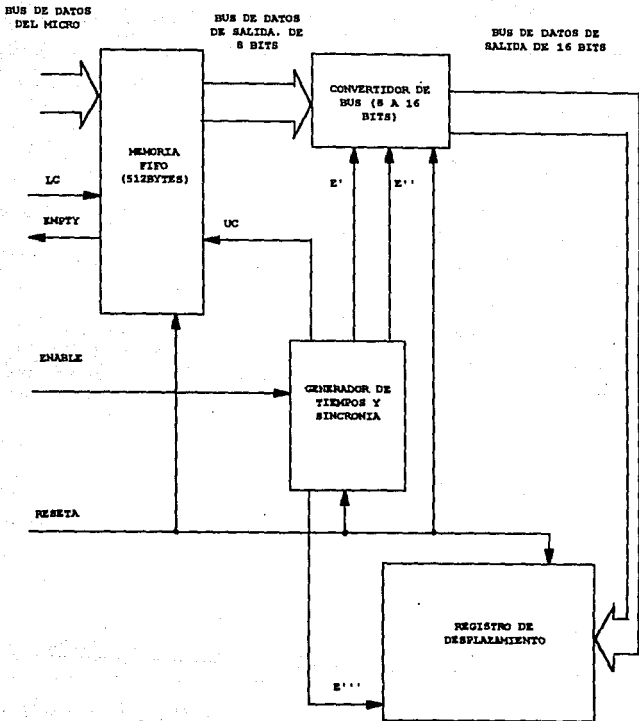 BUS DE DATOS
DEL MICRO
BUS DE DATOS
DE SALIDA. DE
8 BITS
BUS DE DATOS DE
SALIDA DE 16 BITS
CONVERTIDOR DE
BUS (8 A 16
BITS)
MEMORIA
FIFO
(512BYTES)
LC
EMPTY
UC
E'
E''
ENABLE
GENERADOR DE
TIEMPOS Y
SINCRONIA
RESETA
REGISTRO DE
DESPLAZAMIENTO
E'''